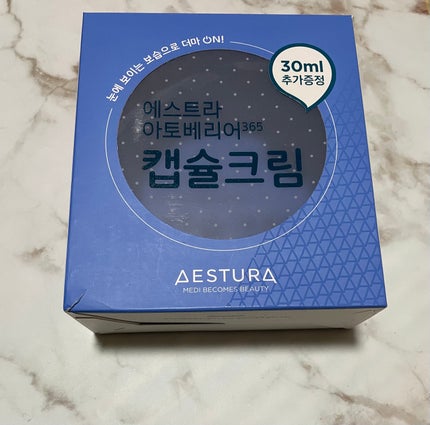 눈에 보이는 보습으로 더마 ON!
30ml
추가증정
에스트라
아토베리어365
캡슐크림
AESTURA
MEDI BECOMES BEAUTY